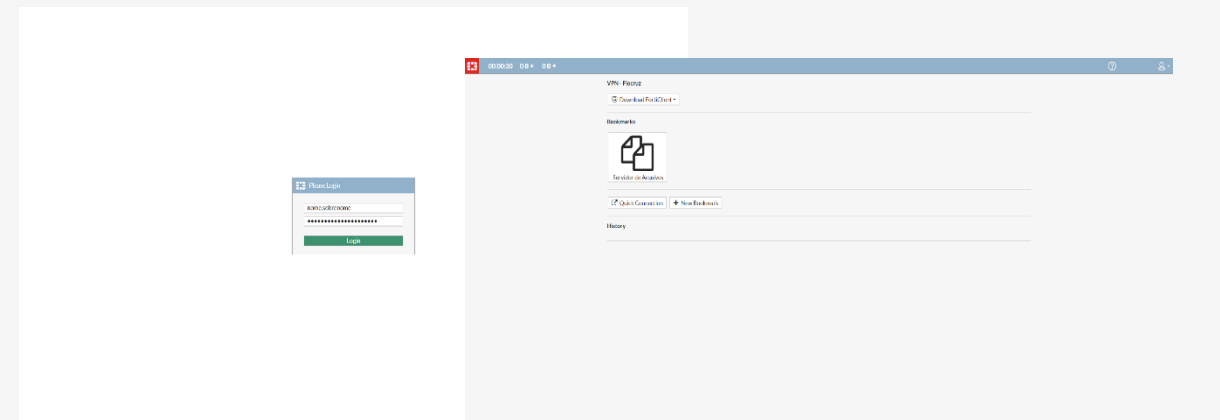 Please Login
nome.sobrenome
Login
00:00:20 0 B + 0 B +
VPN - Fiocruz
Download FortiClient
Bookmarks
Servidor de Arquivos
Quick Connection + New Bookmark
History